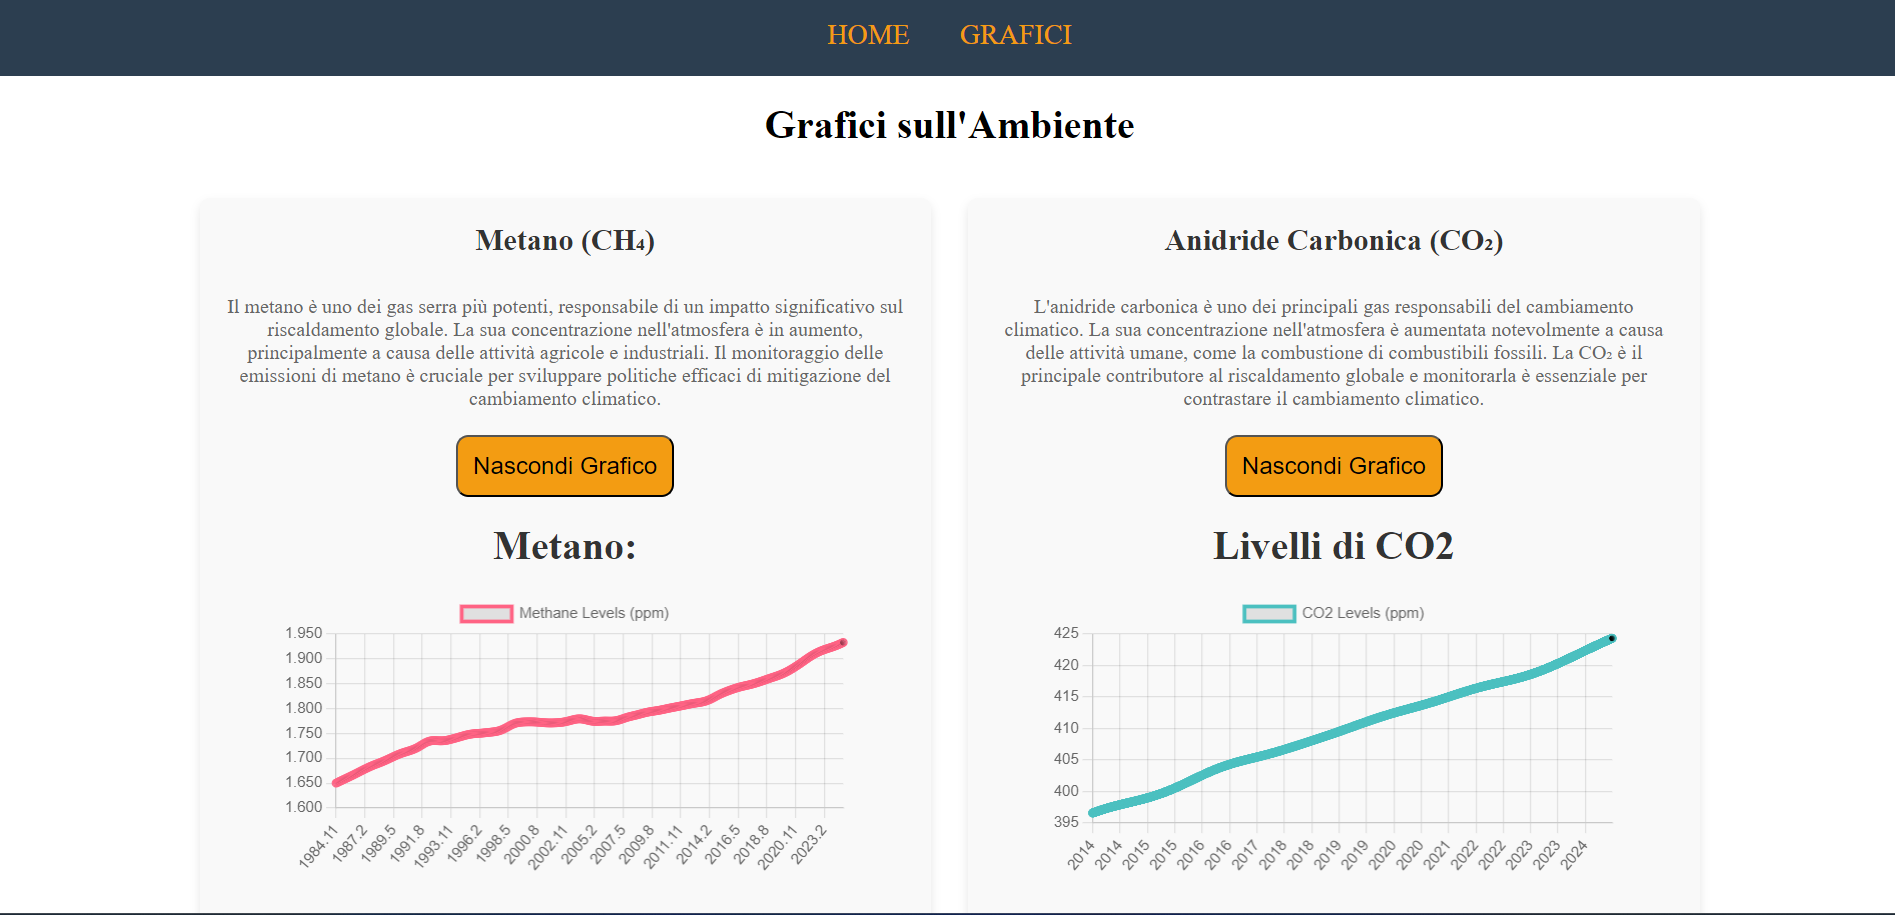 HOME GRAFICI
Grafici sull'Ambiente
Metano (CH₄)
Il metano è uno dei gas serra più potenti, responsabile di un impatto significativo sul
riscaldamento globale. La sua concentrazione nell'atmosfera è in aumento,
principalmente a causa delle attività agricole e industriali. Il monitoraggio delle
emissioni di metano è cruciale per sviluppare politiche efficaci di mitigazione del
cambiamento climatico.
Nascondi Grafico
Metano:
Methane Levels (ppm)
1.950
1.900
1.850
1.800
1.750
1.700
1.650
1.600
1984.11 1987.2 1989.5 1991.8 1993.11 1996.2 1998.5 2000.8 2002.11 2005.2 2007.5 2009.8 2011.11 2014.2 2016.5 2018.8 2020.11 2023.2
Anidride Carbonica (CO₂)
L'anidride carbonica è uno dei principali gas responsabili del cambiamento
climatico. La sua concentrazione nell'atmosfera è aumentata notevolmente a causa
delle attività umane, come la combustione di combustibili fossili. La CO₂ è il
principale contributore al riscaldamento globale e monitorarla è essenziale per
contrastare il cambiamento climatico.
Nascondi Grafico
Livelli di CO2
CO2 Levels (ppm)
425
420
415
410
405
400
395
2014 2014 2015 2015 2016 2016 2017 2018 2018 2019 2019 2020 2020 2021 2022 2022 2023 2023 2024